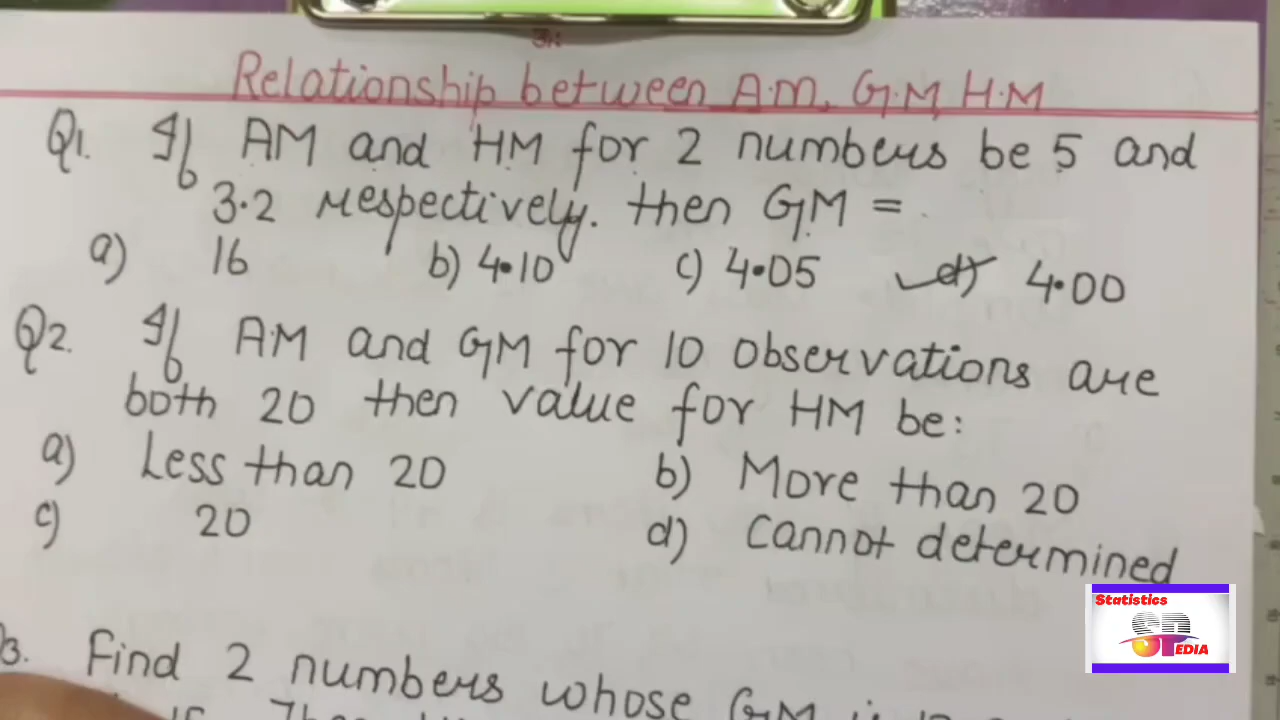 Relationship between A.M, G.M, H.M
Q1. If AM and HM for 2 numbers be 5 and
3.2 respectively. then GM =
a) 16 b) 4.10 c) 4.05 d) 4.00
Q2. If A.M and GM for 10 observations are
both 20 then value for HM be:
a) Less than 20 b) More than 20
c) 20 d) Cannot determined
Statistics
EDIA
3. Find 2 numbers whose GM is